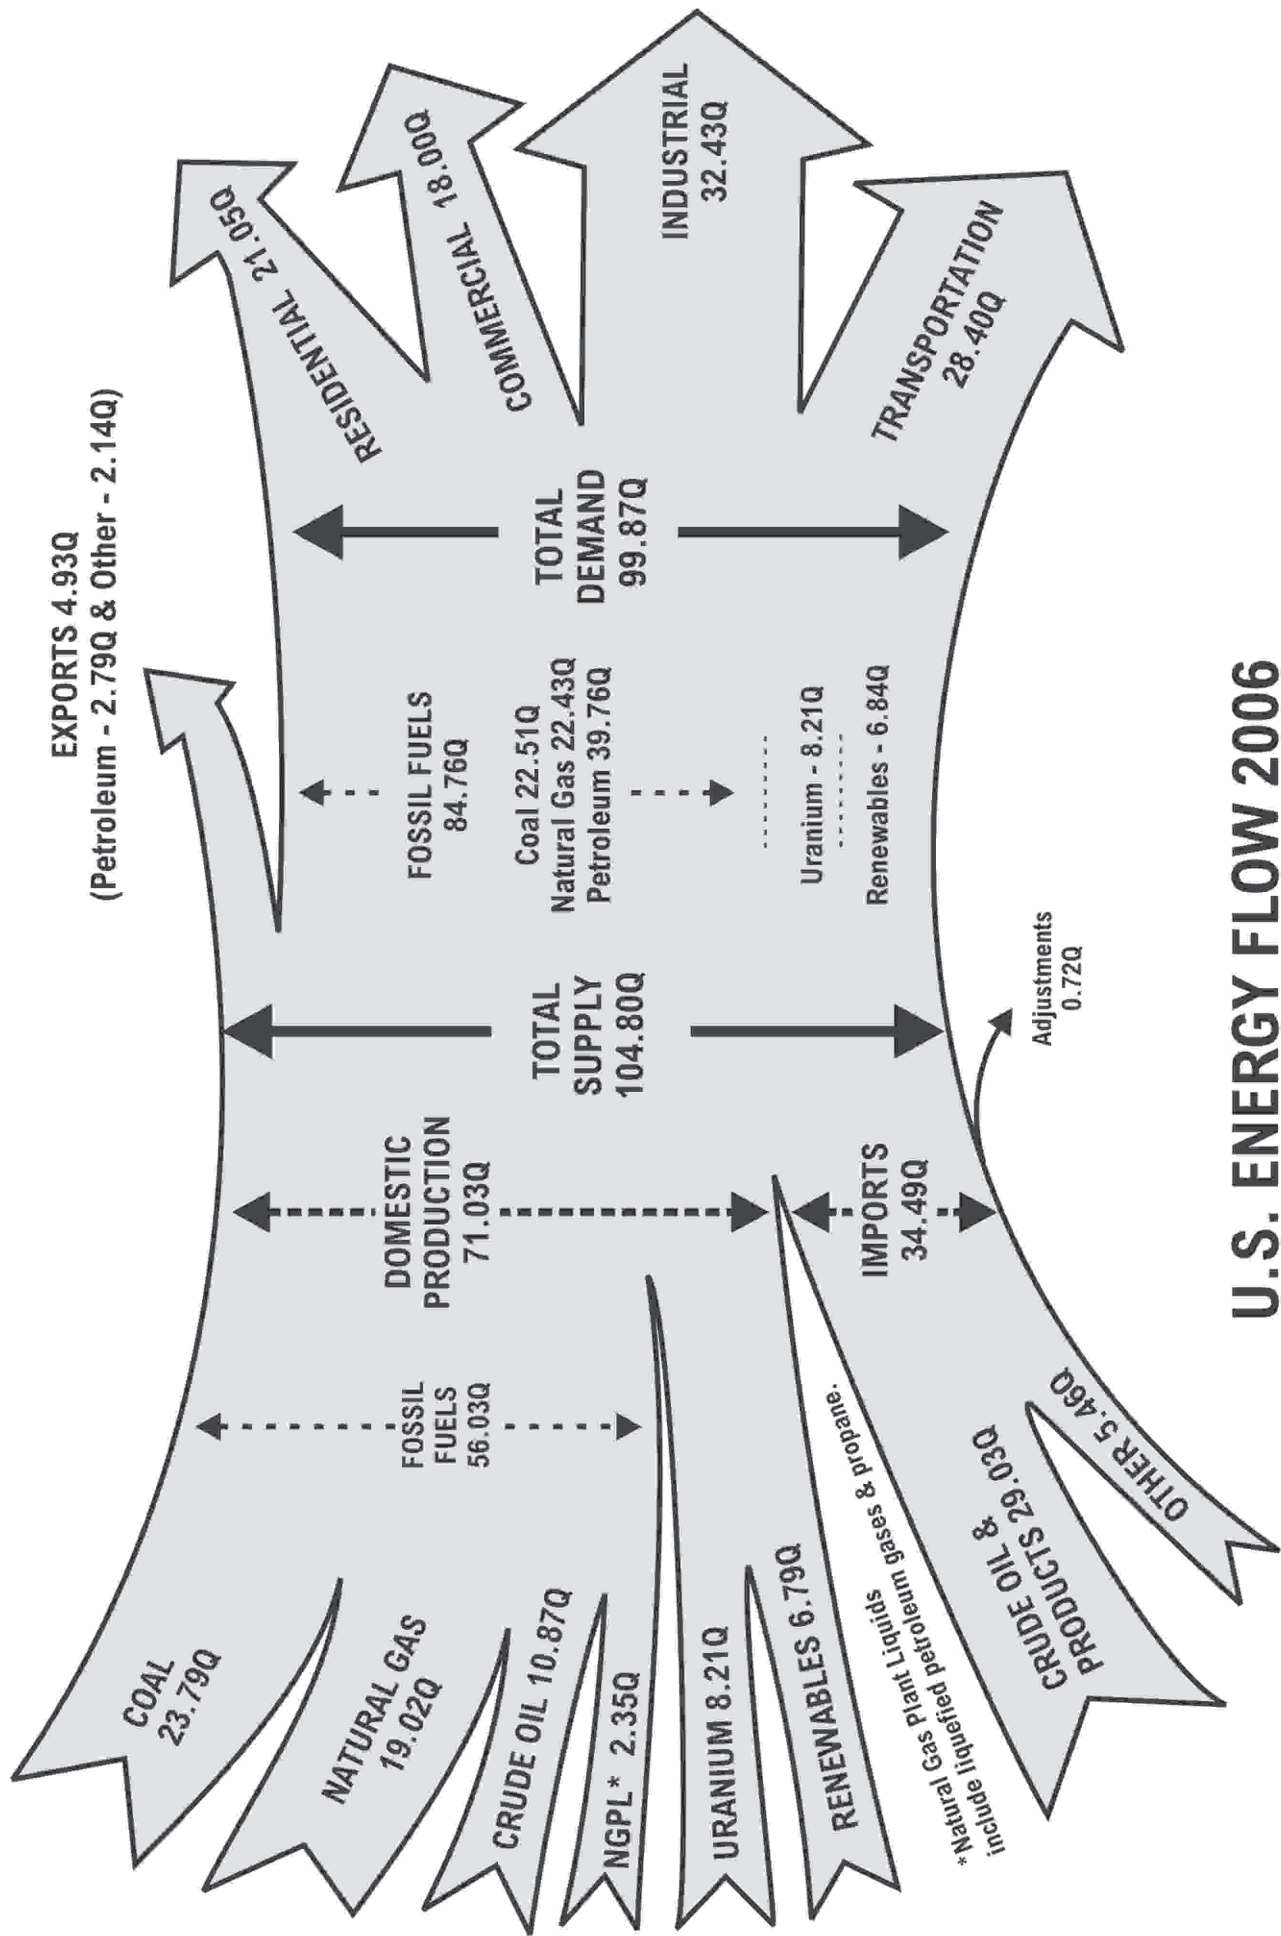 COAL
23.79Q
NATURAL GAS
19.02Q
CRUDE OIL 10.87Q
NGPL* 2.35Q
URANIUM 8.21Q
RENEWABLES 6.79Q
*Natural Gas Plant Liquids
include liquefied petroleum gases & propane.
CRUDE OIL &
PRODUCTS 29.03Q
OTHER 5.46Q
FOSSIL
FUELS
56.03Q
DOMESTIC
PRODUCTION
71.03Q
IMPORTS
34.49Q
TOTAL
SUPPLY
104.80Q
Adjustments
0.72Q
EXPORTS 4.93Q
(Petroleum - 2.79Q & Other - 2.14Q)
FOSSIL FUELS
84.76Q
Coal 22.51Q
Natural Gas 22.43Q
Petroleum 39.76Q
Uranium - 8.21Q
Renewables - 6.84Q
TOTAL
DEMAND
99.87Q
RESIDENTIAL 21.05Q
COMMERCIAL 18.00Q
INDUSTRIAL
32.43Q
TRANSPORTATION
28.40Q
U.S. ENERGY FLOW 2006